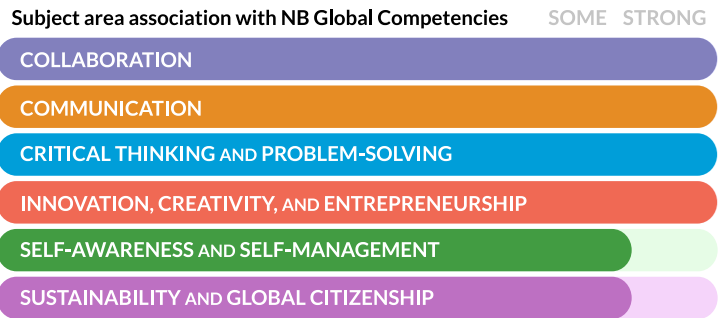 Subject area association with NB Global Competencies SOME STRONG
COLLABORATION
COMMUNICATION
CRITICAL THINKING AND PROBLEM-SOLVING
INNOVATION, CREATIVITY, AND ENTREPRENEURSHIP
SELF-AWARENESS AND SELF-MANAGEMENT
SUSTAINABILITY AND GLOBAL CITIZENSHIP